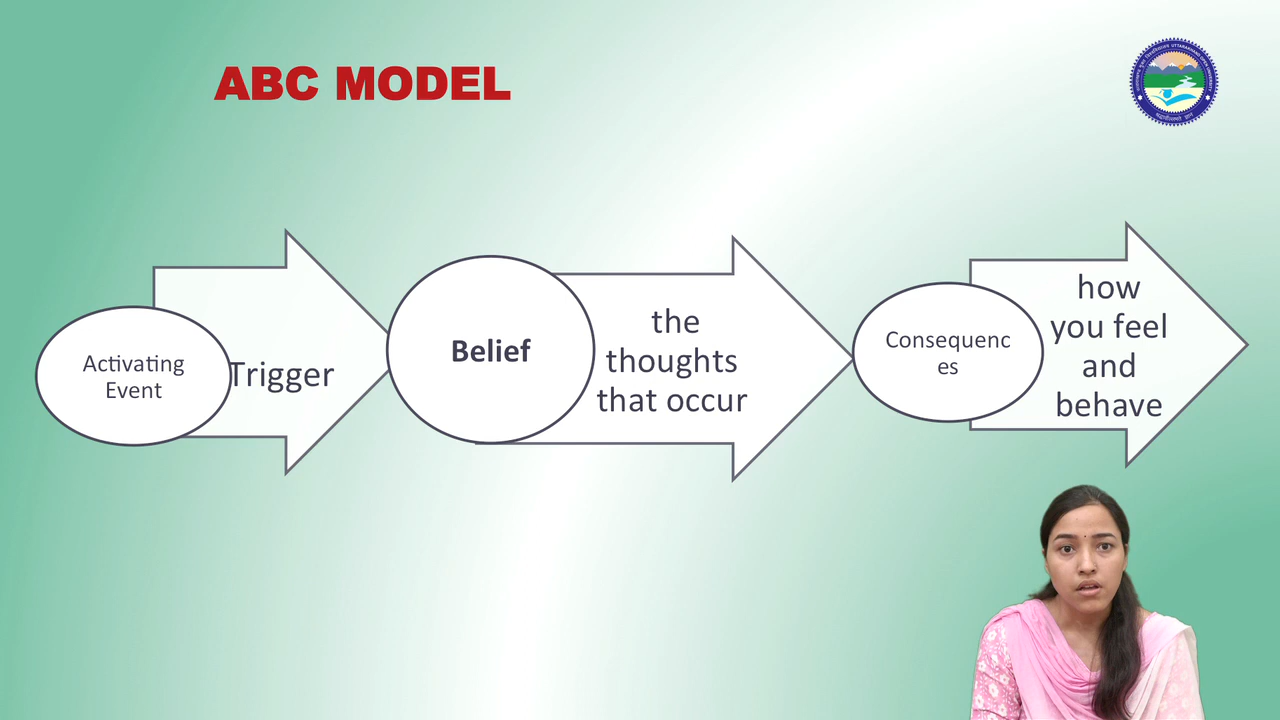 ABC MODEL
Activating
Event
Trigger
Belief
the
thoughts
that occur
Consequenc
es
how
you feel
and
behave